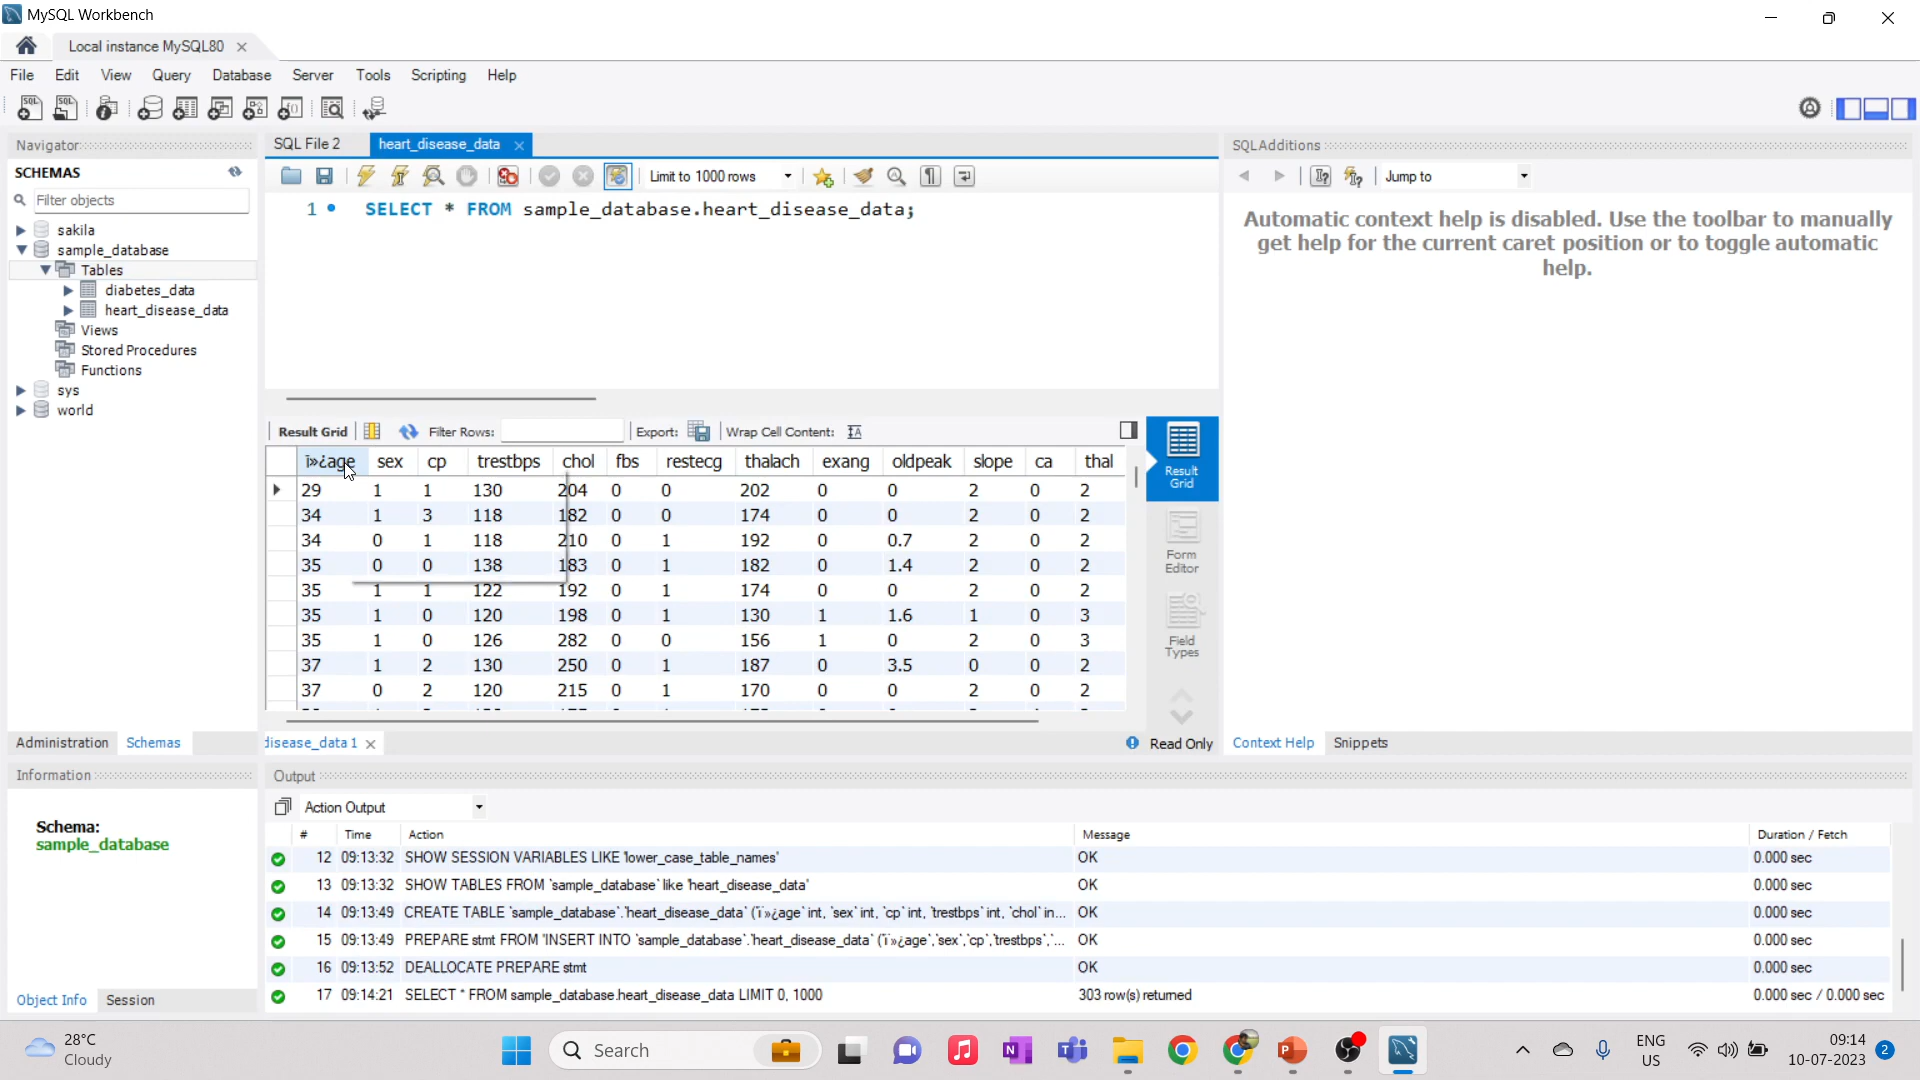 MySQL Workbench
Local instance MySQL80
File Edit View Query Database Server Tools Scripting Help
Navigator
SCHEMAS
Filter objects
sakila
sample_database
Tables
diabetes_data
heart_disease_data
Views
Stored Procedures
Functions
sys
world
Administration Schemas
Information
Schema:
sample_database
Object Info Session
SQL File 2 heart_disease_data
Limit to 1000 rows
1 SELECT * FROM sample_database.heart_disease_data;
Result Grid Filter Rows: Export: Wrap Cell Content:
ï»¿age sex cp trestbps chol fbs restecg thalach exang oldpeak slope ca thal
29 1 1 130 204 0 0 202 0 0 2 0 2
34 1 3 118 182 0 0 174 0 0 2 0 2
34 0 1 118 210 0 1 192 0 0.7 2 0 2
35 0 0 138 183 0 1 182 0 1.4 2 0 2
35 1 1 122 192 0 1 174 0 0 2 0 2
35 1 0 120 198 0 1 130 1 1.6 1 0 3
35 1 0 126 282 0 0 156 1 0 2 0 3
37 1 2 130 250 0 1 187 0 3.5 0 0 2
37 0 2 120 215 0 1 170 0 0 2 0 2
Result
Grid
Form
Editor
Field
Types
disease_data 1
Read Only
SQLAdditions
Jump to
Automatic context help is disabled. Use the toolbar to manually
get help for the current caret position or to toggle automatic
help.
Context Help Snippets
Output
Action Output
# Time Action Message Duration / Fetch
12 09:13:32 SHOW SESSION VARIABLES LIKE 'lower_case_table_names' OK 0.000 sec
13 09:13:32 SHOW TABLES FROM `sample_database` like 'heart_disease_data' OK 0.000 sec
14 09:13:49 CREATE TABLE `sample_database`.`heart_disease_data` (`ï»¿age` int, `sex` int, `cp` int, `trestbps` int, `chol` in... OK 0.000 sec
15 09:13:49 PREPARE stmt FROM 'INSERT INTO `sample_database`.`heart_disease_data` (`ï»¿age`,`sex`,`cp`,`trestbps`,`... OK 0.000 sec
16 09:13:52 DEALLOCATE PREPARE stmt OK 0.000 sec
17 09:14:21 SELECT * FROM sample_database.heart_disease_data LIMIT 0, 1000 303 row(s) returned 0.000 sec / 0.000 sec
28°C
Cloudy
Search
ENG
US
09:14
10-07-2023
2